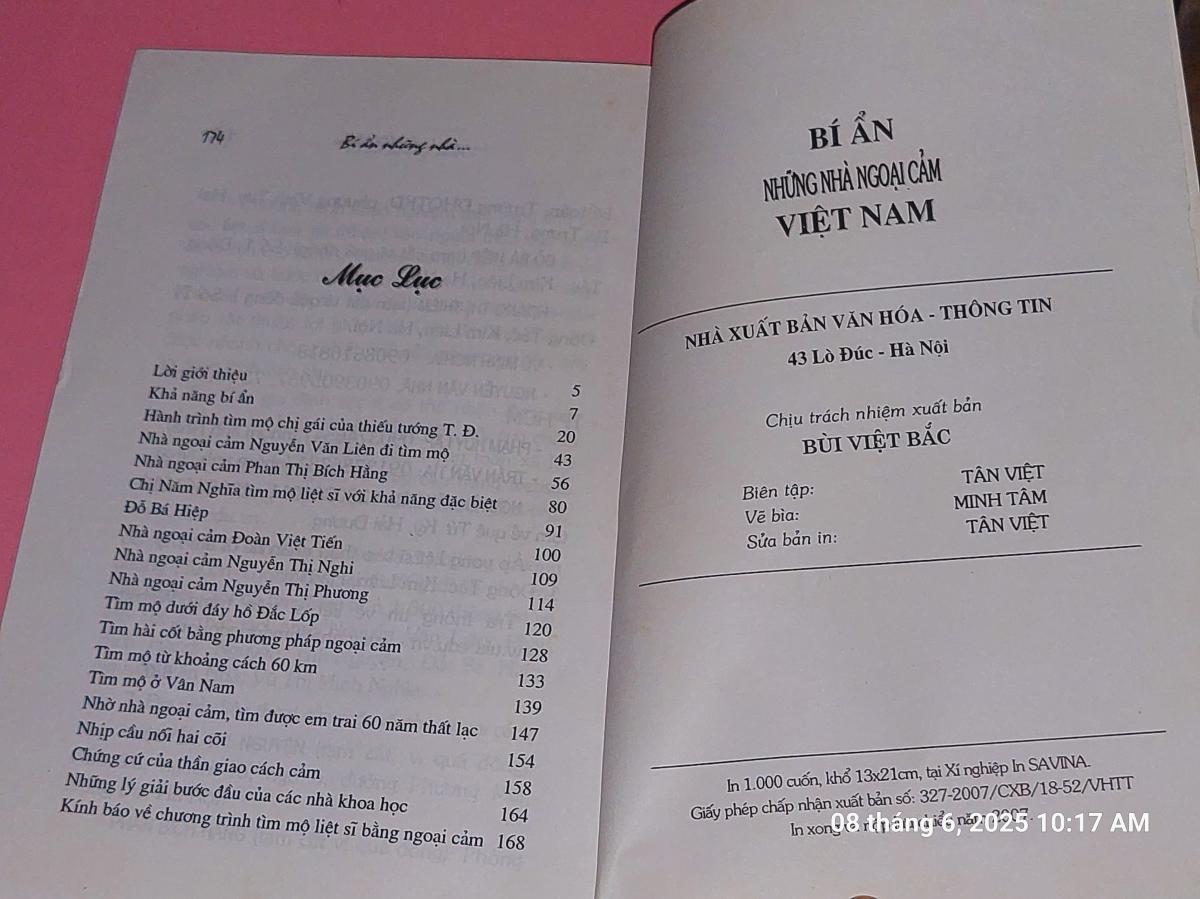 174
Bí ẩn những nhà...
Mục Lục
Lời giới thiệu 5
Khả năng bí ẩn 7
Hành trình tìm mộ chị gái của thiếu tướng T. Đ. 20
Nhà ngoại cảm Nguyễn Văn Liên đi tìm mộ 43
Nhà ngoại cảm Phan Thị Bích Hằng 56
Chị Năm Nghĩa tìm mộ liệt sĩ với khả năng đặc biệt 80
Đỗ Bá Hiệp 91
Nhà ngoại cảm Đoàn Việt Tiến 100
Nhà ngoại cảm Nguyễn Thị Nghi 109
Nhà ngoại cảm Nguyễn Thị Phương 114
Tìm mộ dưới đáy hồ Đắc Lốp 120
Tìm hài cốt bằng phương pháp ngoại cảm 128
Tìm mộ từ khoảng cách 60 km 133
Tìm mộ ở Vân Nam 139
Nhờ nhà ngoại cảm, tìm được em trai 60 năm thất lạc 147
Nhịp cầu nối hai cõi 154
Chứng cứ của thần giao cách cảm 158
Những lý giải bước đầu của các nhà khoa học 164
Kính báo về chương trình tìm mộ liệt sĩ bằng ngoại cảm 168
BÍ ẨN
NHỮNG NHÀ NGOẠI CẢM
VIỆT NAM
NHÀ XUẤT BẢN VĂN HÓA - THÔNG TIN
43 Lò Đúc - Hà Nội
Chịu trách nhiệm xuất bản
BÙI VIỆT BẮC
Biên tập: TÂN VIỆT
Vẽ bìa: MINH TÂM
Sửa bản in: TÂN VIỆT
In 1.000 cuốn, khổ 13x21cm, tại Xí nghiệp In SAVINA.
Giấy phép chấp nhận xuất bản số: 327-2007/CXB/18-52/VHTT
In xong 2007.
08 tháng 6, 2025 10:17 AM